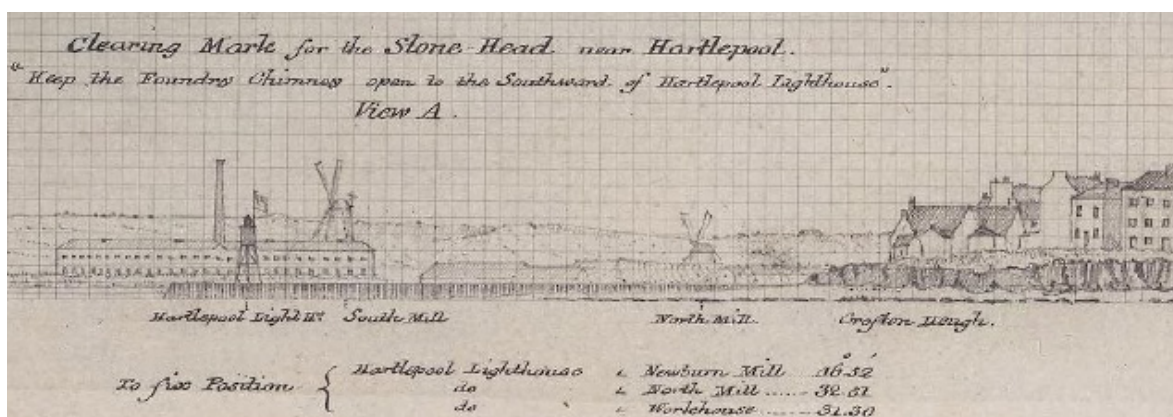 Clearing Mark for the Stone Head near Hartlepool.
"Keep the Foundry Chimney open to the Southward of Hartlepool Lighthouse".
View A.
Hartlepool Light Hᵗ South Mill North Mill. Crofton Heugh.
To fix Position { Hartlepool Lighthouse ∠ Newburn Mill 16° 52'
do ∠ North Mill ..... 32. 51
do ∠ Workhouse ..... 31. 30